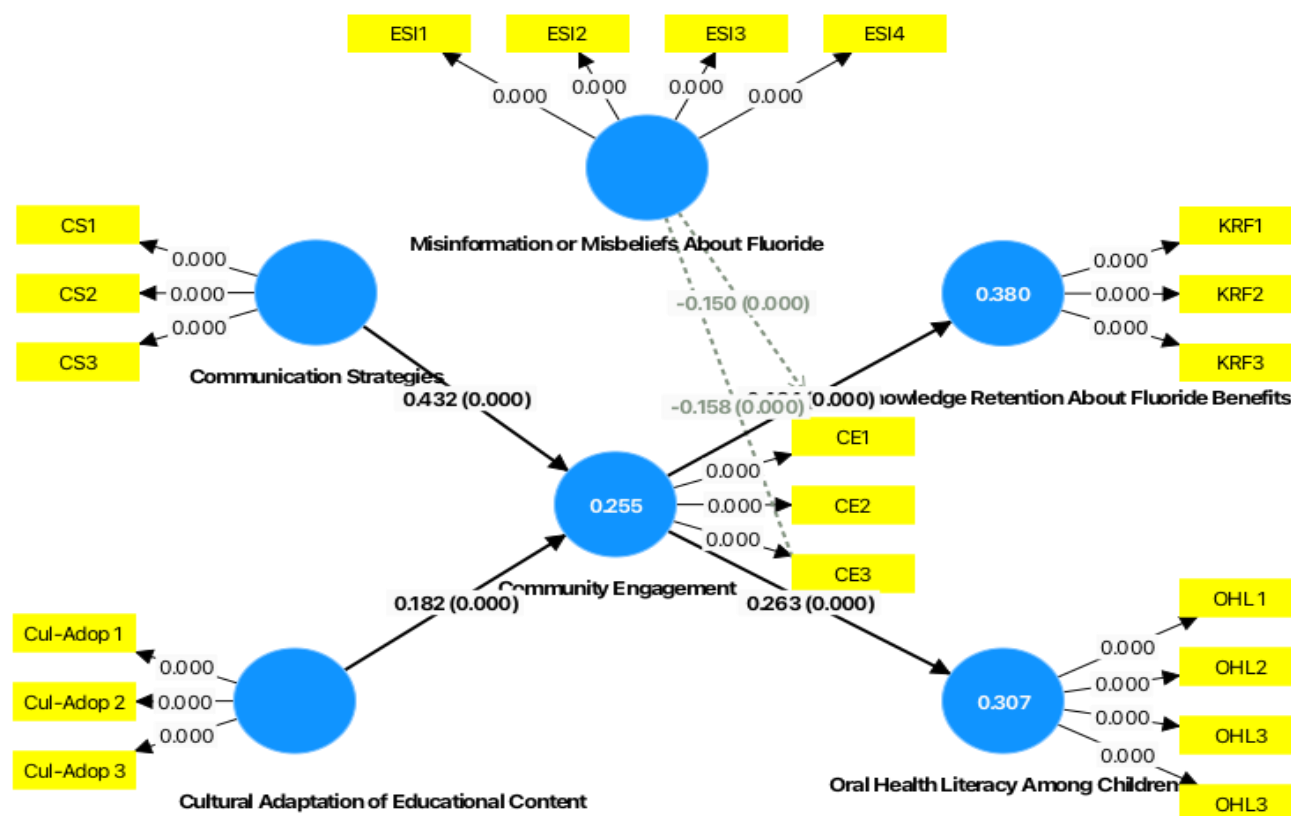 ESI1 ESI2 ESI3 ESI4
0.000 0.000 0.000 0.000
Misinformation or Misbeliefs About Fluoride
CS1
CS2
CS3
0.000
0.000
0.000
Communication Strategies
KRF1
KRF2
KRF3
0.000
0.000
0.000
0.380
Retention About Fluoride Benefits
-0.150 (0.000)
-0.158 (0.000)
(0.000)
0.432 (0.000)
CE1
CE2
CE3
0.000
0.000
0.000
0.255
Community Engagement
0.182 (0.000)
0.263 (0.000)
Cul-Adop 1
Cul-Adop 2
Cul-Adop 3
0.000
0.000
0.000
Cultural Adaptation of Educational Content
OHL 1
OHL2
OHL3
OHL3
0.000
0.000
0.000
0.000
0.307
Oral Health Literacy Among Children